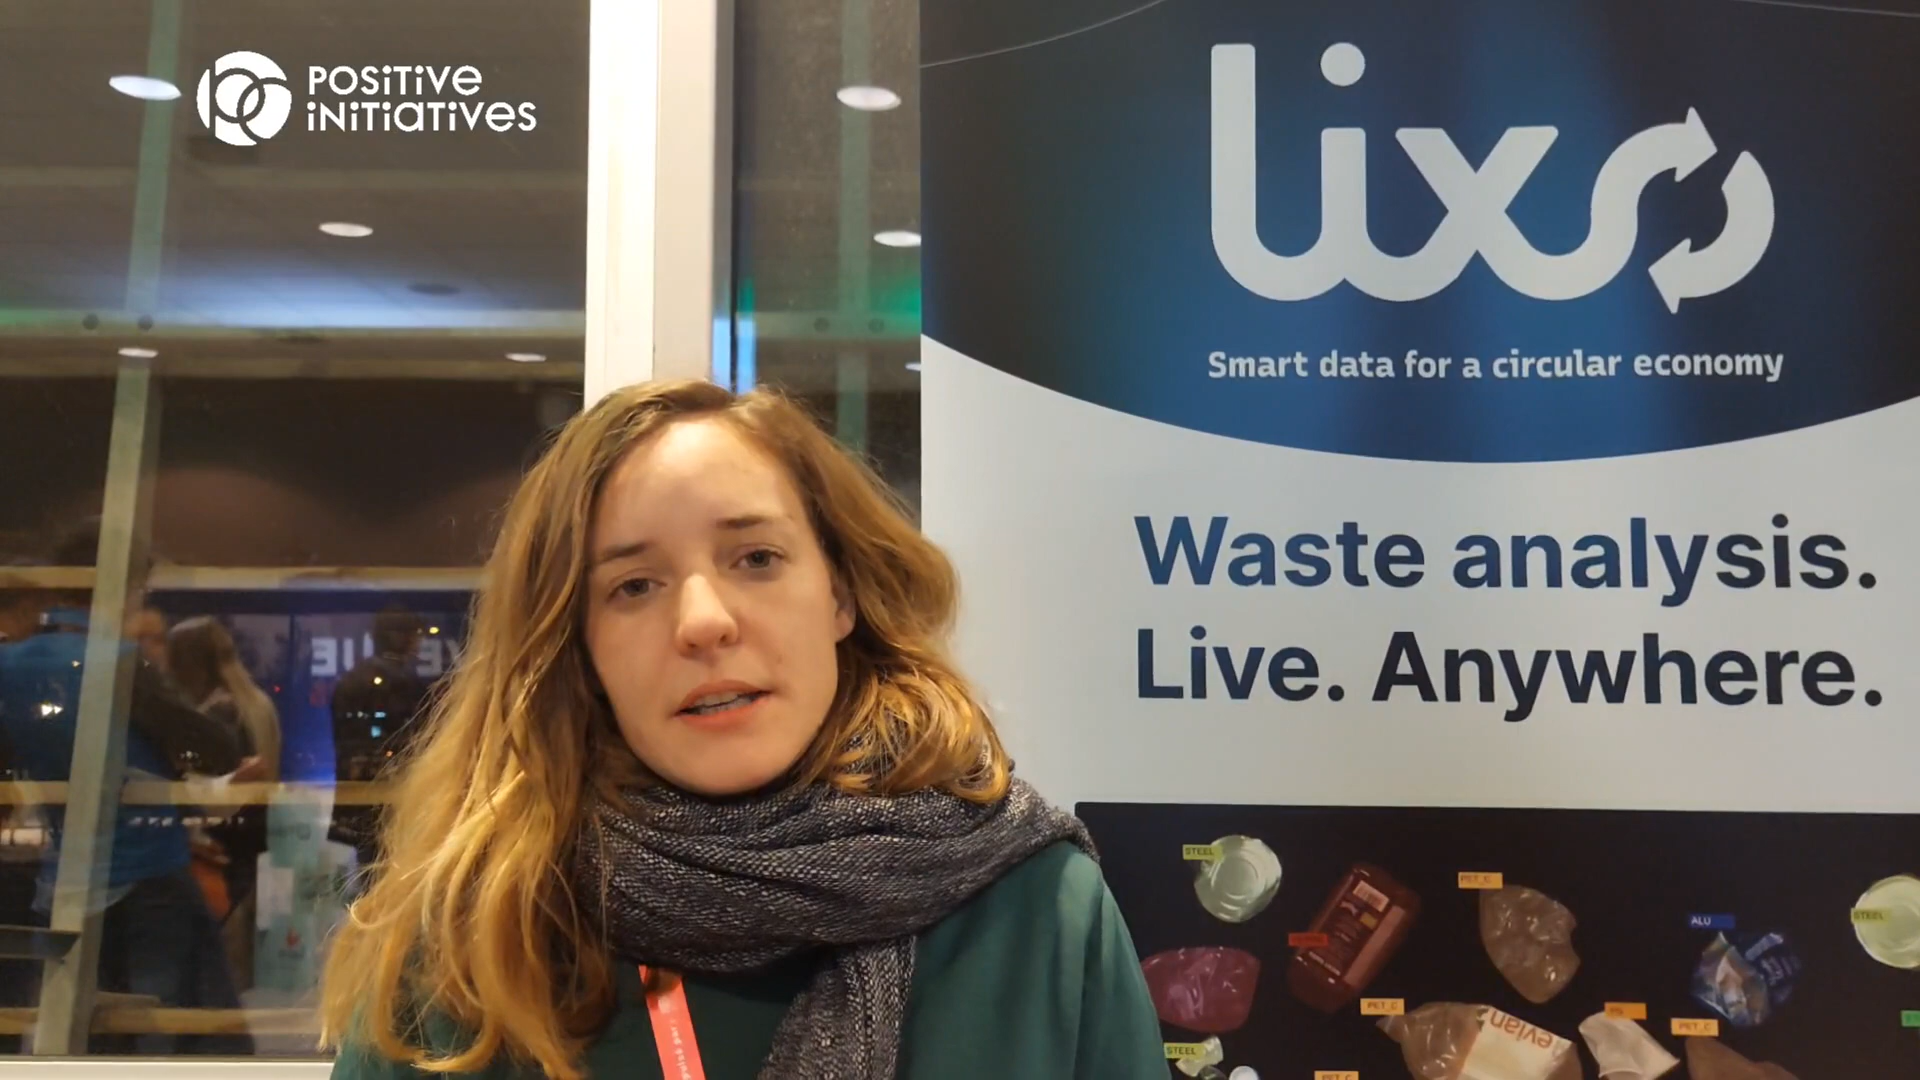 POSiTiVe
iNiTiATiVeS
lixo
Smart data for a circular economy
Waste analysis.
Live. Anywhere.
STEEL
PET_C
ALU
STEEL
PET_C
PET_C
STEEL
evian
PET_C